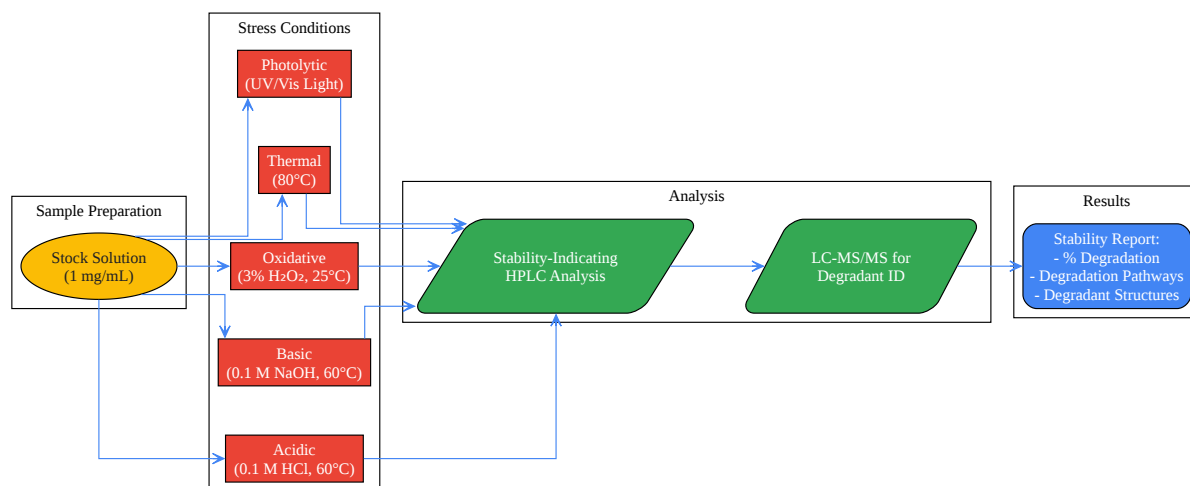 Stress Conditions
Photolytic
(UV/Vis Light)
Thermal
(80°C)
Sample Preparation
Stock Solution
(1 mg/mL)
Oxidative
(3% H₂O₂, 25°C)
Basic
(0.1 M NaOH, 60°C)
Acidic
(0.1 M HCl, 60°C)
Analysis
Stability-Indicating
HPLC Analysis
LC-MS/MS for
Degradant ID
Results
Stability Report:
- % Degradation
- Degradation Pathways
- Degradant Structures